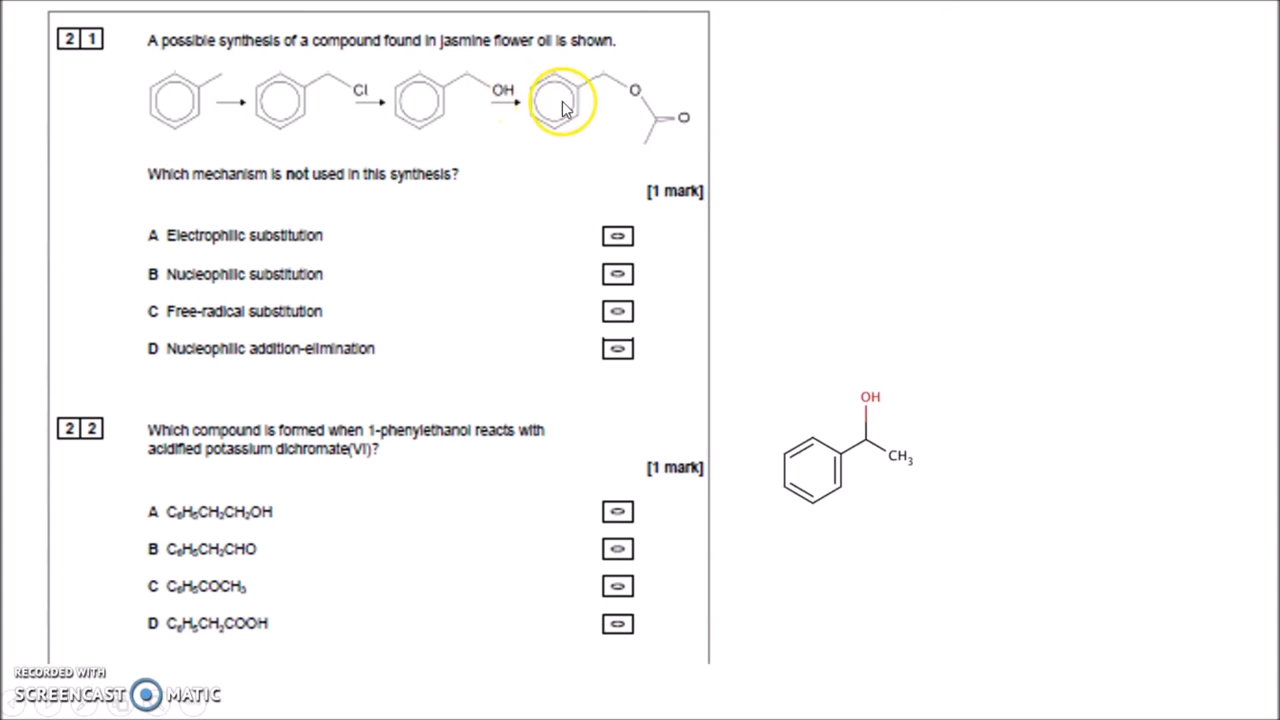 2 1
A possible synthesis of a compound found in jasmine flower oil is shown.
Cl
OH
O
O
Which mechanism is not used in this synthesis?
[1 mark]
A Electrophilic substitution
B Nucleophilic substitution
C Free-radical substitution
D Nucleophilic addition-elimination
2 2
Which compound is formed when 1-phenylethanol reacts with
acidified potassium dichromate(VI)?
[1 mark]
A C₆H₅CH₂CH₂OH
B C₆H₅CH₂CHO
C C₆H₅COCH₃
D C₆H₅CH₂COOH
OH
CH₃
RECORDED WITH
SCREENCAST MATIC